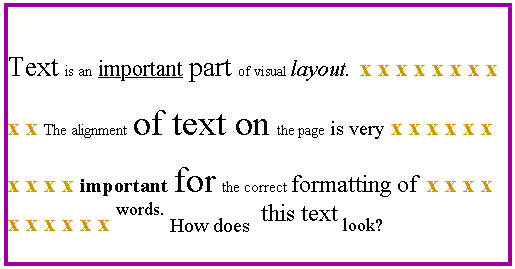 Text is an important part of visual layout. x x x x x x x x
x x The alignment of text on the page is very x x x x x x
x x x x important for the correct formatting of x x x x
x x x x x x words. How does this text look?